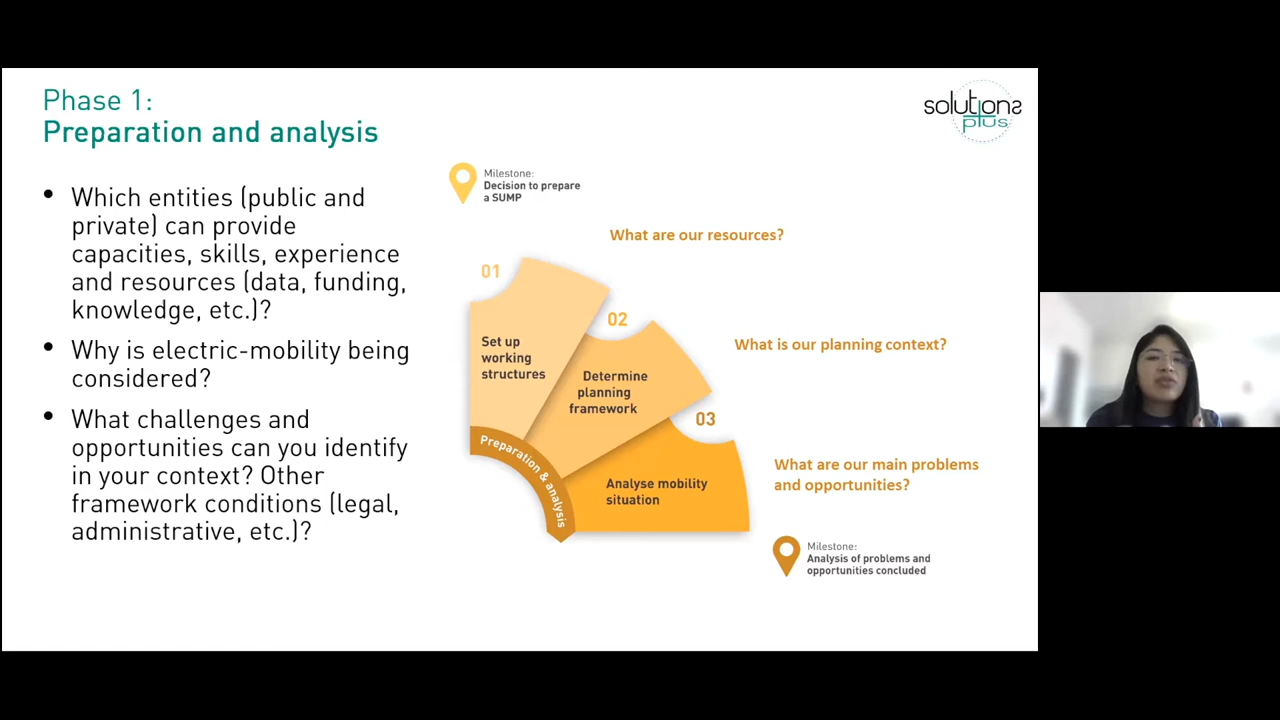 Phase 1:
Preparation and analysis
solutions
plus
• Which entities (public and
private) can provide
capacities, skills, experience
and resources (data, funding,
knowledge, etc.)?
• Why is electric-mobility being
considered?
• What challenges and
opportunities can you identify
in your context? Other
framework conditions (legal,
administrative, etc.)?
Milestone:
Decision to prepare
a SUMP
What are our resources?
01
Set up
working
structures
02
Determine
planning
framework
What is our planning context?
03
Analyse mobility
situation
What are our main problems
and opportunities?
Preparation & analysis
Milestone:
Analysis of problems and
opportunities concluded